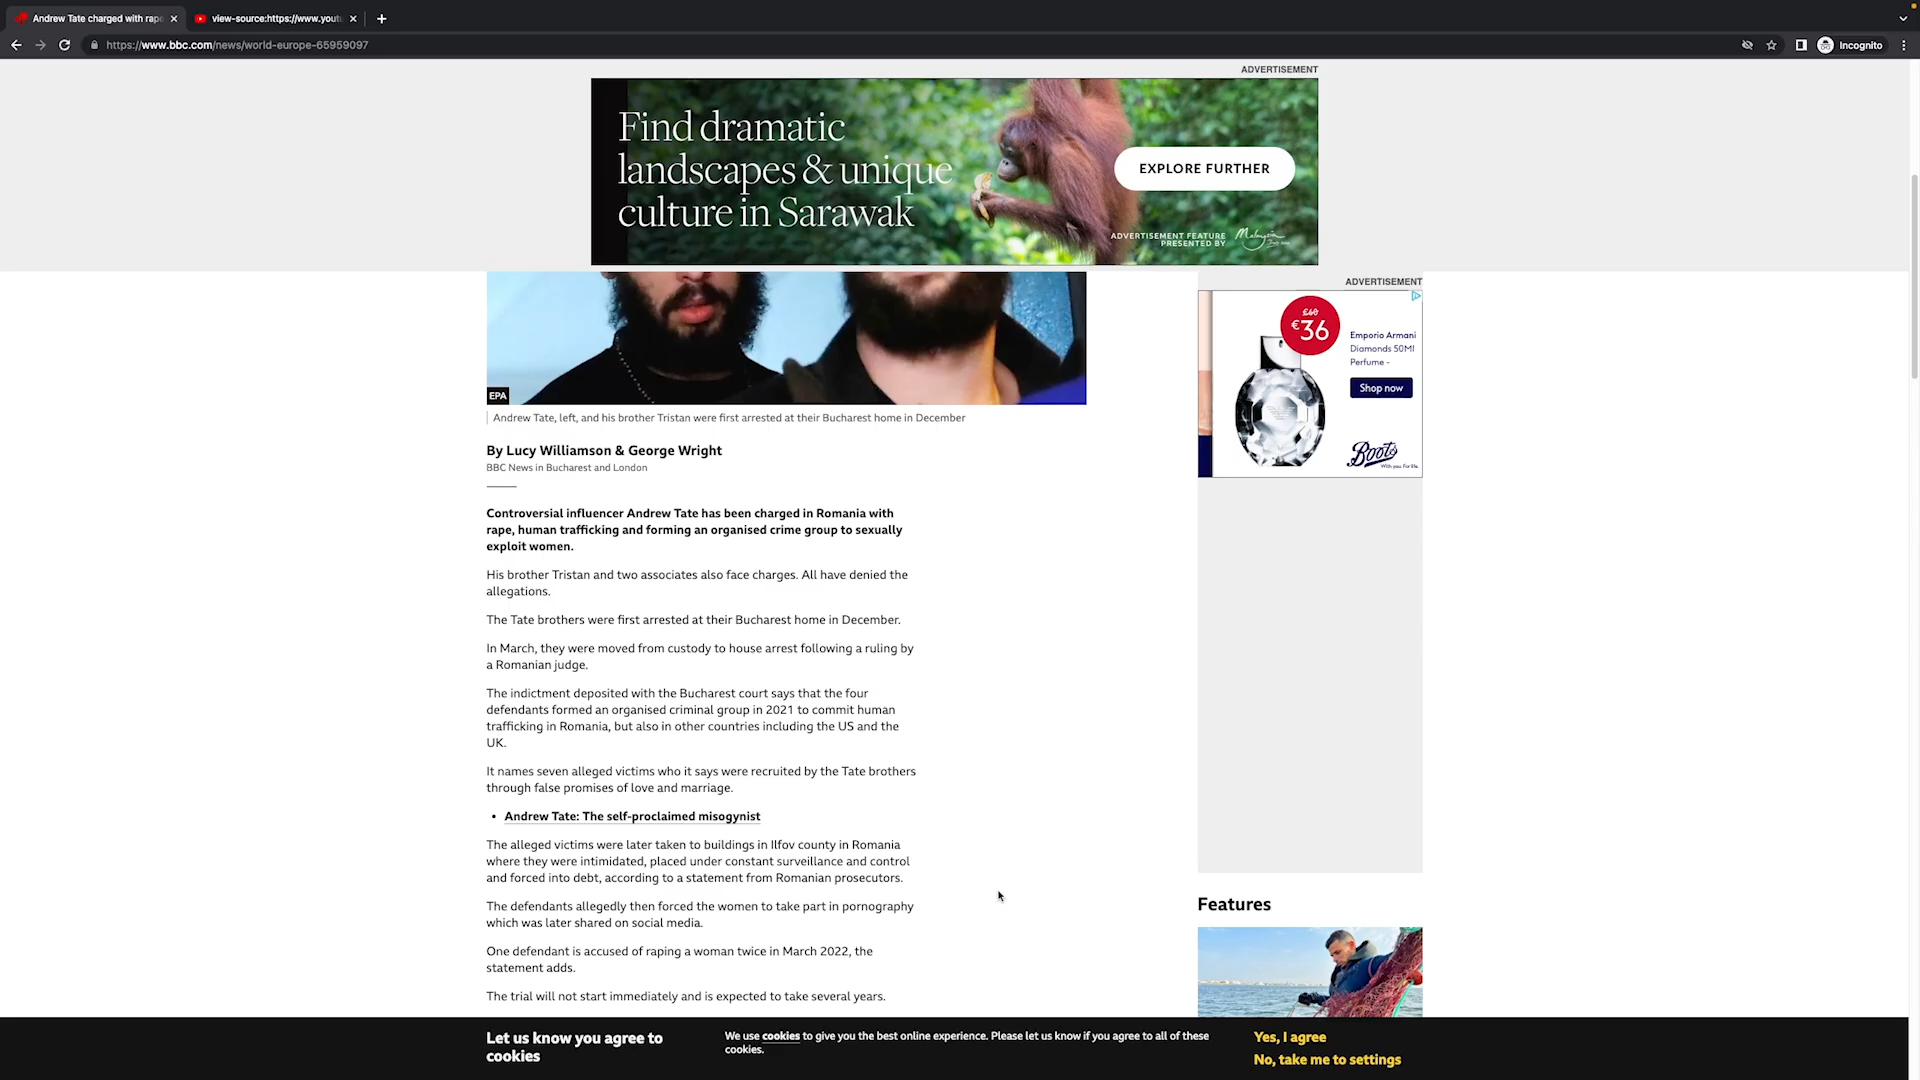 Andrew Tate charged with rap
view-source:https://www.yout
https://www.bbc.com/news/world-europe-65959097
Incognito
ADVERTISEMENT
Find dramatic
landscapes & unique
culture in Sarawak
EXPLORE FURTHER
ADVERTISEMENT FEATURE
PRESENTED BY
Malaysia
EPA
Andrew Tate, left, and his brother Tristan were first arrested at their Bucharest home in December
By Lucy Williamson & George Wright
BBC News in Bucharest and London
Controversial influencer Andrew Tate has been charged in Romania with
rape, human trafficking and forming an organised crime group to sexually
exploit women.
His brother Tristan and two associates also face charges. All have denied the
allegations.
The Tate brothers were first arrested at their Bucharest home in December.
In March, they were moved from custody to house arrest following a ruling by
a Romanian judge.
The indictment deposited with the Bucharest court says that the four
defendants formed an organised criminal group in 2021 to commit human
trafficking in Romania, but also in other countries including the US and the
UK.
It names seven alleged victims who it says were recruited by the Tate brothers
through false promises of love and marriage.
• Andrew Tate: The self-proclaimed misogynist
The alleged victims were later taken to buildings in Ilfov county in Romania
where they were intimidated, placed under constant surveillance and control
and forced into debt, according to a statement from Romanian prosecutors.
The defendants allegedly then forced the women to take part in pornography
which was later shared on social media.
One defendant is accused of raping a woman twice in March 2022, the
statement adds.
The trial will not start immediately and is expected to take several years.
ADVERTISEMENT
€36
Emporio Armani
Diamonds 50Ml
Perfume -
Shop now
Boots
With you. For life.
Features
Let us know you agree to
cookies
We use cookies to give you the best online experience. Please let us know if you agree to all of these
cookies.
Yes, I agree
No, take me to settings